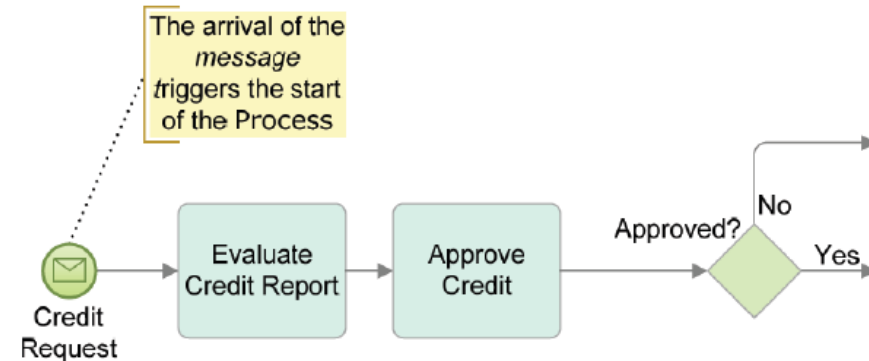 The arrival of the
message
triggers the start
of the Process
Evaluate
Credit Report
Approve
Credit
Approved?
No
Yes
Credit
Request